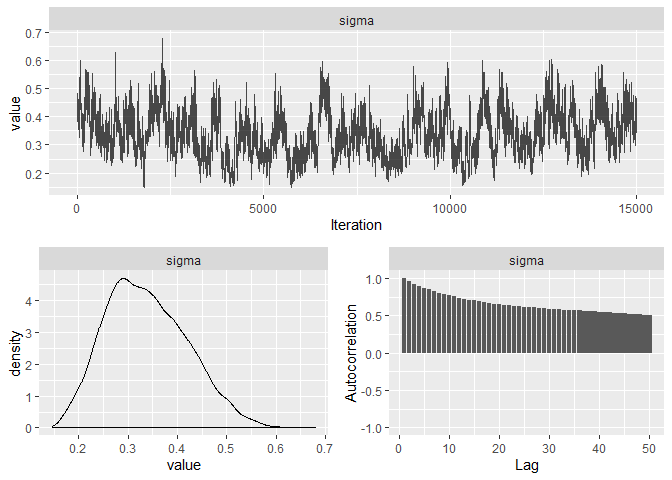 sigma
0.7
0.6
0.5
0.4
0.3
0.2
value
0 5000 10000 15000
Iteration
sigma
4
3
2
1
0
density
0.2 0.3 0.4 0.5 0.6 0.7
value
sigma
1.0
0.5
0.0
-0.5
-1.0
Autocorrelation
0 10 20 30 40 50
Lag